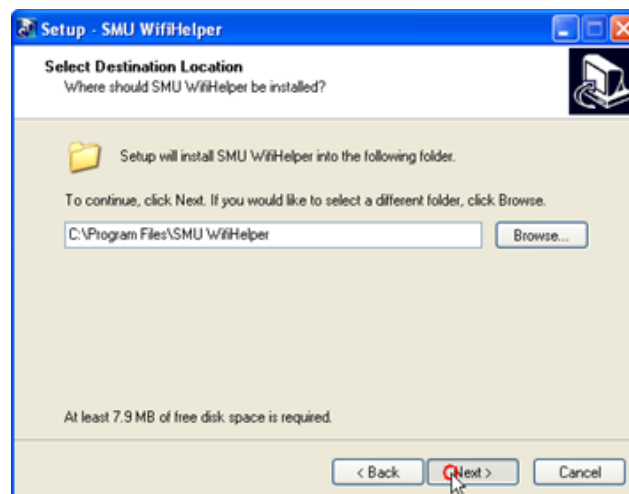 Setup - SMU WifiHelper
Select Destination Location
Where should SMU WifiHelper be installed?
Setup will install SMU WifiHelper into the following folder.
To continue, click Next. If you would like to select a different folder, click Browse.
C:\Program Files\SMU WifiHelper
Browse...
At least 7.9 MB of free disk space is required.
< Back
Next >
Cancel